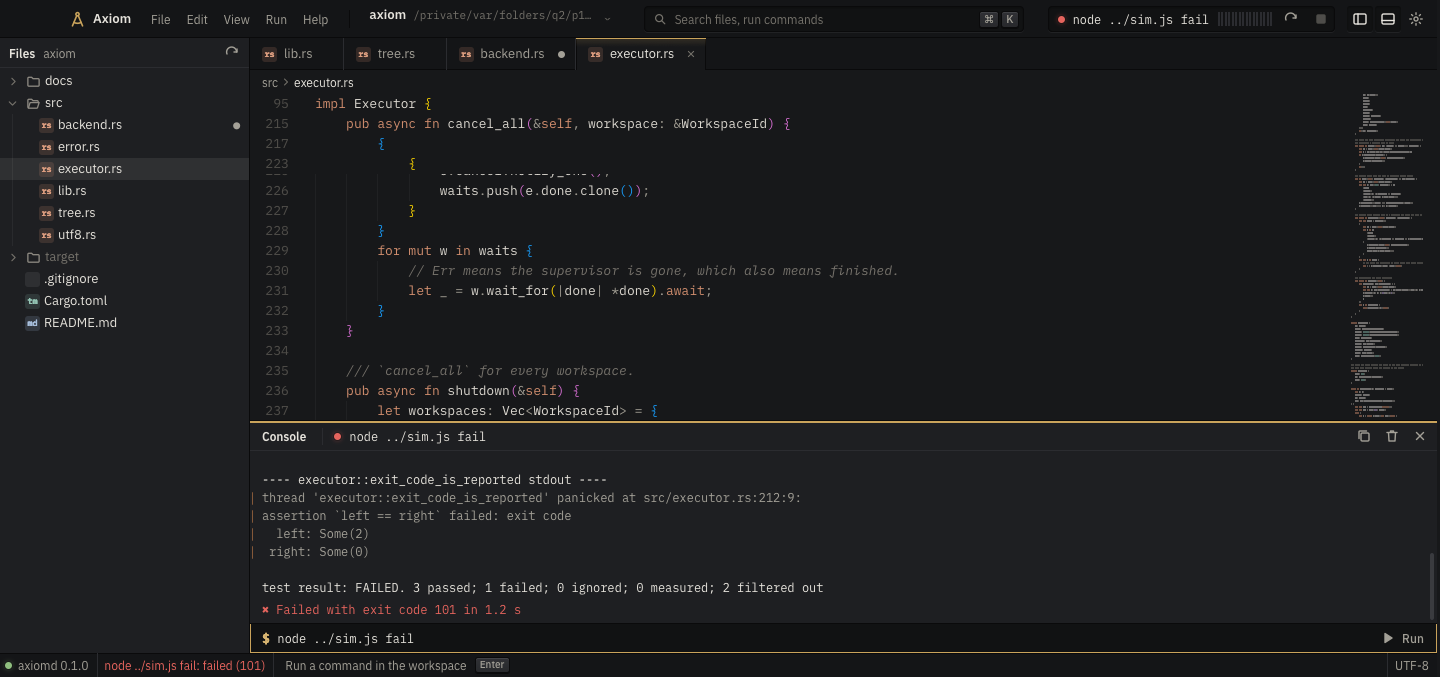 Axiom File Edit View Run Help axiom /private/var/folders/q2/p1… Search files, run commands ⌘ K node ../sim.js fail
Files axiom
docs
src
backend.rs
error.rs
executor.rs
lib.rs
tree.rs
utf8.rs
target
.gitignore
Cargo.toml
README.md
lib.rs tree.rs backend.rs executor.rs ×
src > executor.rs
95 impl Executor {
215 pub async fn cancel_all(&self, workspace: &WorkspaceId) {
217 {
223 {
226 waits.push(e.done.clone());
227 }
228 }
229 for mut w in waits {
230 // Err means the supervisor is gone, which also means finished.
231 let _ = w.wait_for(|done| *done).await;
232 }
233 }
234
235 /// `cancel_all` for every workspace.
236 pub async fn shutdown(&self) {
237 let workspaces: Vec<WorkspaceId> = {
Console node ../sim.js fail
---- executor::exit_code_is_reported stdout ----
thread 'executor::exit_code_is_reported' panicked at src/executor.rs:212:9:
assertion `left == right` failed: exit code
left: Some(2)
right: Some(0)
test result: FAILED. 3 passed; 1 failed; 0 ignored; 0 measured; 2 filtered out
✖ Failed with exit code 101 in 1.2 s
$ node ../sim.js fail Run
axiomd 0.1.0 node ../sim.js fail: failed (101) Run a command in the workspace Enter UTF-8